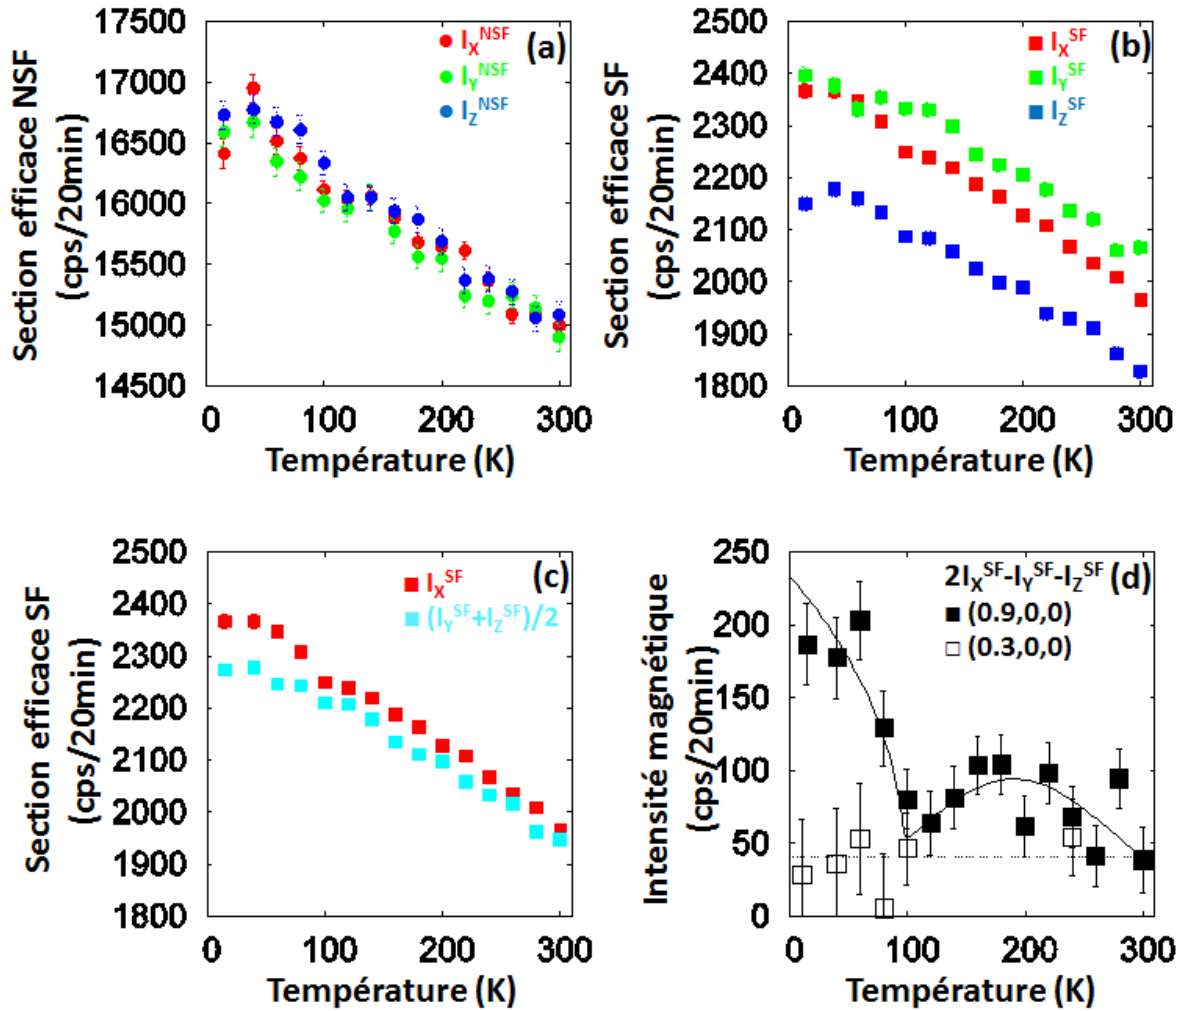 Section efficace NSF
(cps/20min)
17500
17000
16500
16000
15500
15000
14500
0
100
200
300
Température (K)
I_X^NSF
I_Y^NSF
I_Z^NSF
(a)
Section efficace SF
(cps/20min)
2500
2400
2300
2200
2100
2000
1900
1800
0
100
200
300
Température (K)
I_X^SF
I_Y^SF
I_Z^SF
(b)
Section efficace SF
(cps/20min)
2500
2400
2300
2200
2100
2000
1900
1800
0
100
200
300
Température (K)
I_X^SF
(I_Y^SF+I_Z^SF)/2
(c)
Intensité magnétique
(cps/20min)
250
200
150
100
50
0
0
100
200
300
Température (K)
2I_X^SF-I_Y^SF-I_Z^SF (d)
(0.9,0,0)
(0.3,0,0)